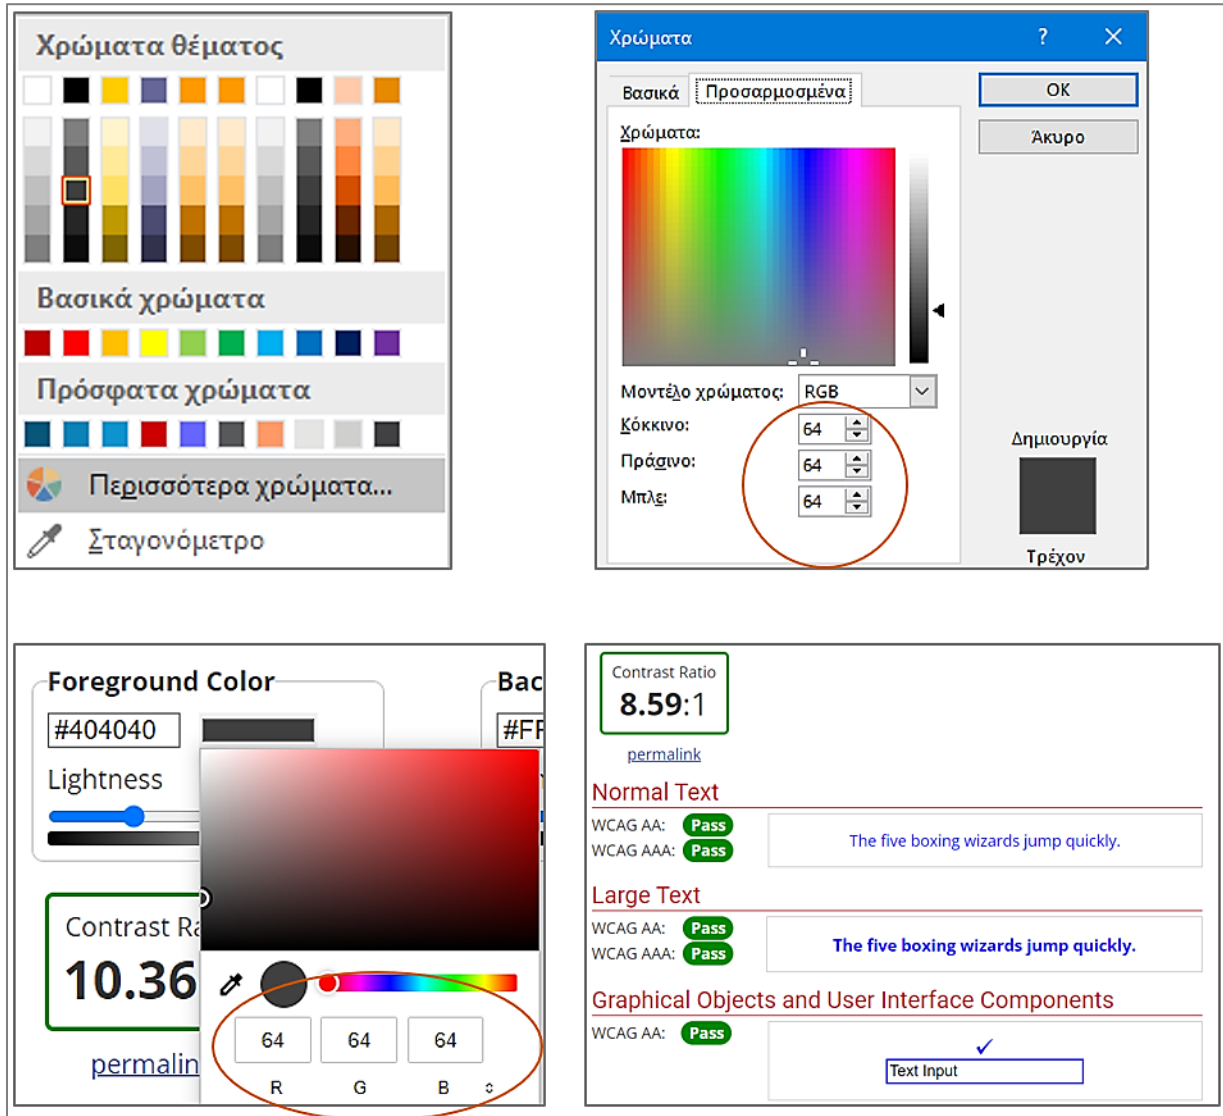 Χρώματα θέματος
Βασικά χρώματα
Πρόσφατα χρώματα
Περισσότερα χρώματα...
Σταγονόμετρο
Χρώματα
?
Βασικά
Προσαρμοσμένα
OK
Άκυρο
Χρώματα:
Μοντέλο χρώματος:
RGB
Κόκκινο:
64
Πράσινο:
64
Μπλε:
64
Δημιουργία
Τρέχον
Foreground Color
#404040
Lightness
Bac
#FF
Contrast Ra
10.36
permalin
64 64 64
R G B
Contrast Ratio
8.59:1
permalink
Normal Text
WCAG AA: Pass
WCAG AAA: Pass
The five boxing wizards jump quickly.
Large Text
WCAG AA: Pass
WCAG AAA: Pass
The five boxing wizards jump quickly.
Graphical Objects and User Interface Components
WCAG AA: Pass
Text Input